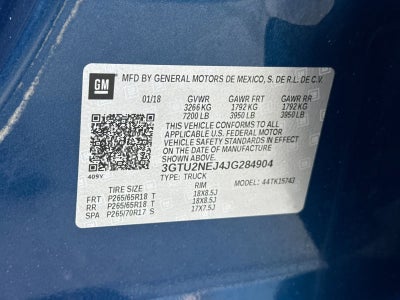 GM
MFD BY GENERAL MOTORS DE MEXICO, S. DE R.L. DE C.V.
01/18 GVWR GAWR FRT GAWR RR
3266 KG 1792 KG 1792 KG
7200 LB 3950 LB 3950 LB
THIS VEHICLE CONFORMS TO ALL
APPLICABLE U.S. FEDERAL MOTOR
VEHICLE SAFETY STANDARDS IN EFFECT
ON THE DATE OF MANUFACTURE
SHOWN ABOVE.
3GTU2NEJ4JG284904
TYPE: TRUCK MODEL: 44TK15743
409Y
TIRE SIZE RIM
FRT P265/65R18 T 18X8.5J
RR P265/65R18 T 18X8.5J
SPA P265/70R17 S 17X7.5J